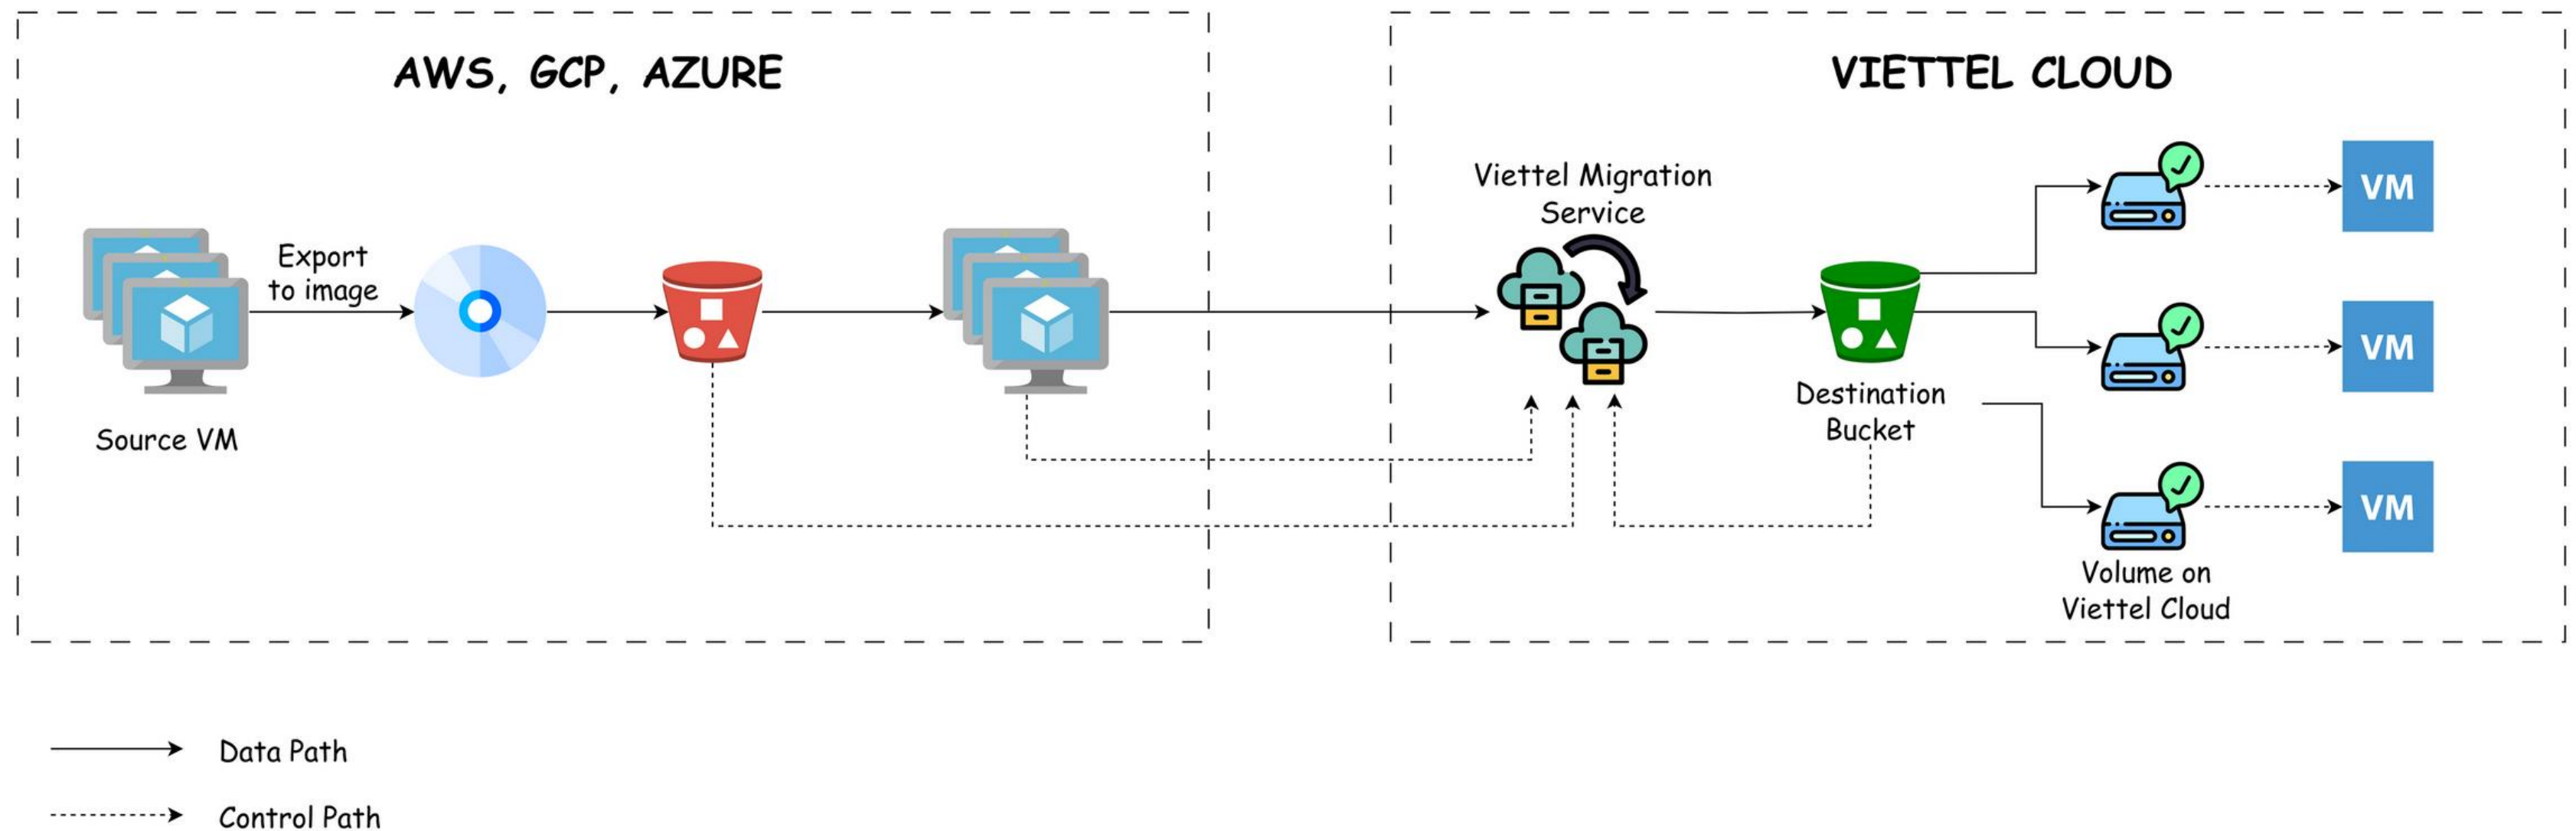 AWS, GCP, AZURE
Export
to image
Source VM
VIETTEL CLOUD
Viettel Migration
Service
Destination
Bucket
VM
VM
VM
Volume on
Viettel Cloud
Data Path
Control Path